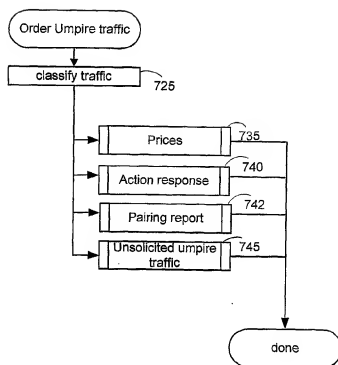 Order Umpire traffic
classify traffic
725
Prices
735
Action response
740
Pairing report
742
Unsolicited umpire
traffic
745
done